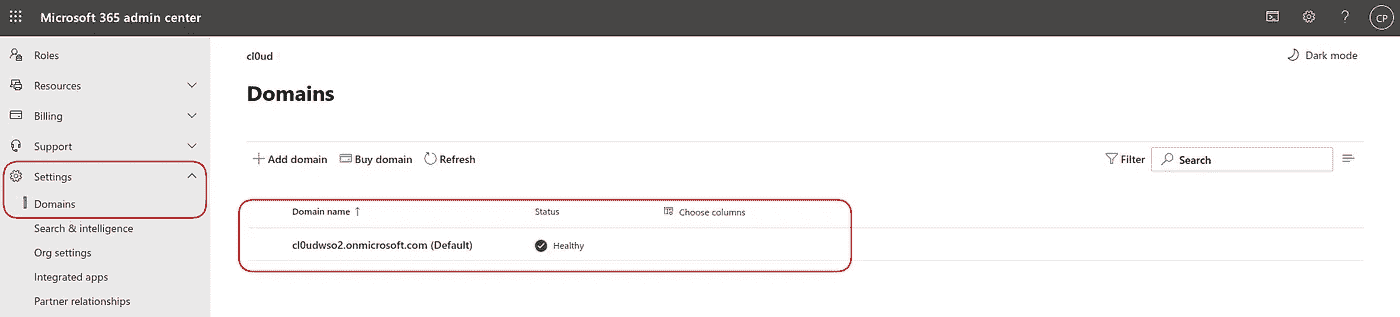 Microsoft 365 admin center
?
CP
Roles
Resources
Billing
Support
Settings
Domains
Search & intelligence
Org settings
Integrated apps
Partner relationships
cl0ud
Dark mode
Domains
Add domain Buy domain Refresh
Filter Search
Domain name ↑ Status Choose columns
cl0udwso2.onmicrosoft.com (Default) Healthy